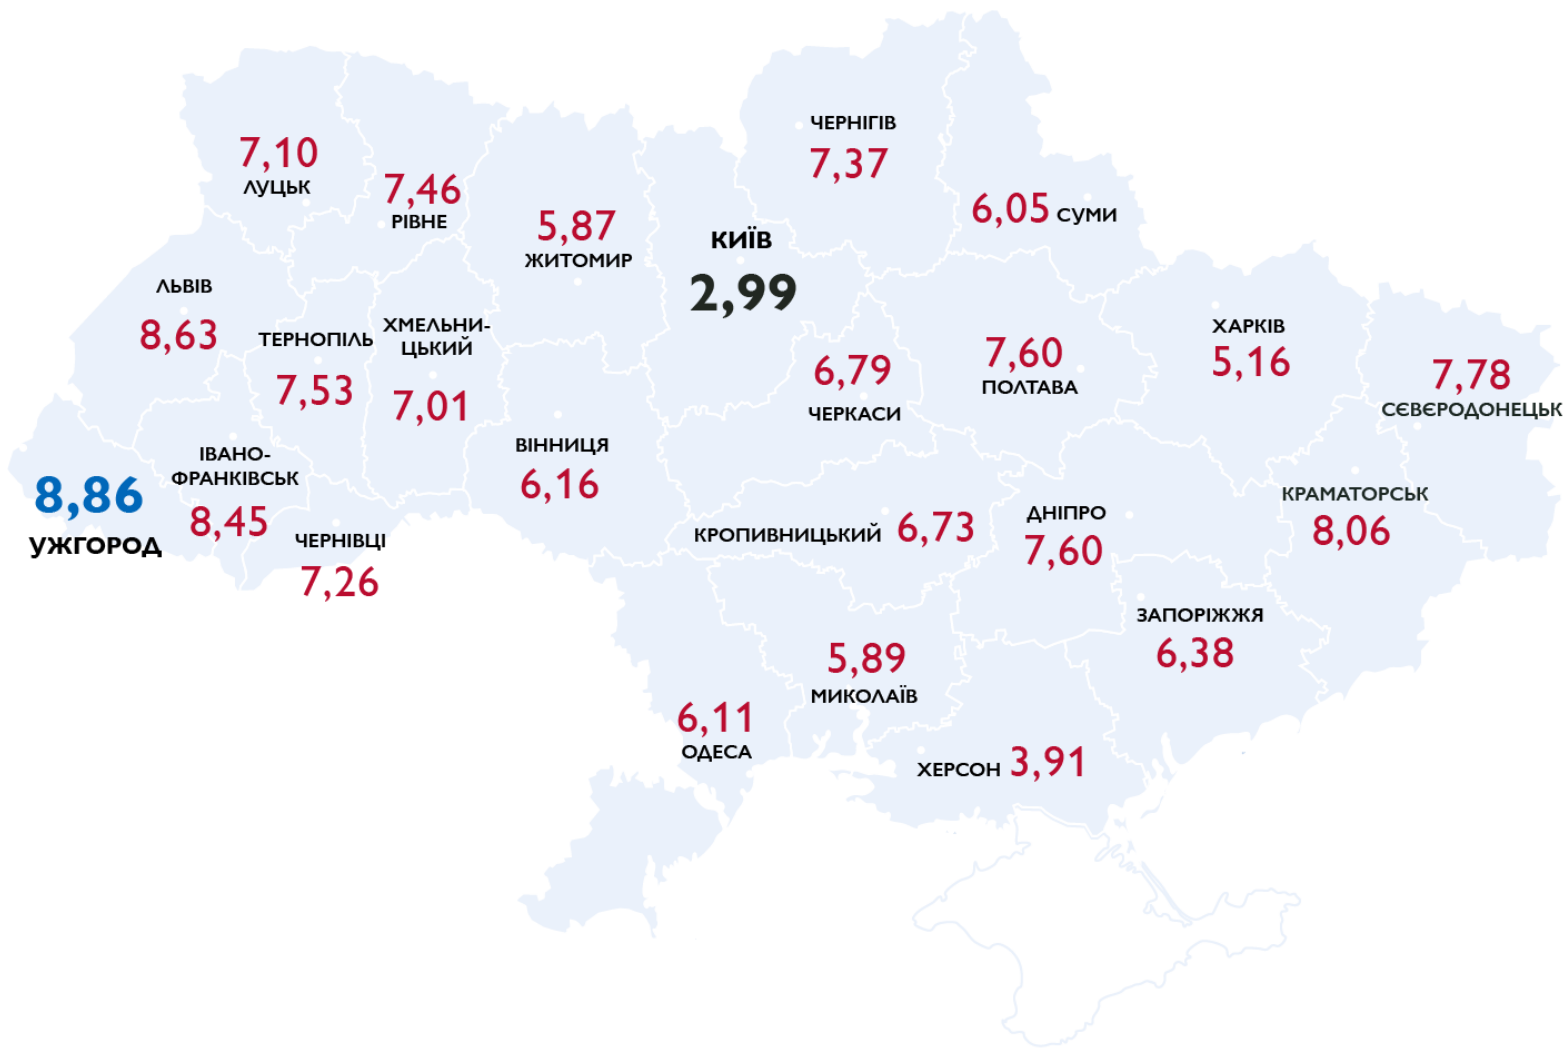 ЧЕРНІГІВ
7,37
7,10
ЛУЦЬК
7,46
РІВНЕ
6,05 СУМИ
5,87
ЖИТОМИР
КИЇВ
2,99
ЛЬВІВ
8,63
ТЕРНОПІЛЬ
7,53
ХМЕЛЬНИ-
ЦЬКИЙ
7,01
6,79
ЧЕРКАСИ
7,60
ПОЛТАВА
ХАРКІВ
5,16
7,78
СЄВЄРОДОНЕЦЬК
ВІННИЦЯ
6,16
ІВАНО-
ФРАНКІВСЬК
8,45
8,86
УЖГОРОД
ЧЕРНІВЦІ
7,26
КРОПИВНИЦЬКИЙ 6,73
ДНІПРО
7,60
КРАМАТОРСЬК
8,06
ЗАПОРІЖЖЯ
6,38
5,89
МИКОЛАЇВ
6,11
ОДЕСА
ХЕРСОН 3,91